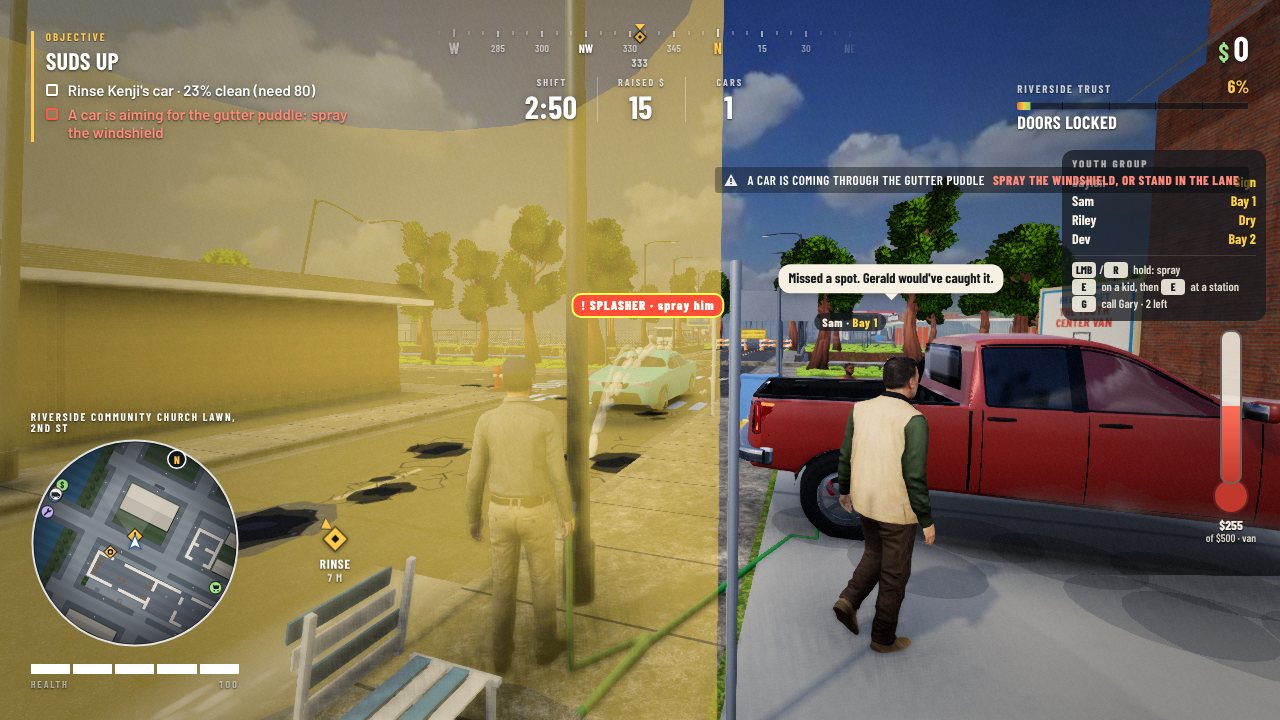 OBJECTIVE
SUDS UP
Rinse Kenji's car · 23% clean (need 80)
A car is aiming for the gutter puddle: spray
the windshield
W 285 300 NW 330 345 N 15 30 NE
333
SHIFT
2:50
RAISED $
15
CARS
1
$ 0
RIVERSIDE TRUST 6%
DOORS LOCKED
YOUTH GROUP
A CAR IS COMING THROUGH THE GUTTER PUDDLE SPRAY THE WINDSHIELD, OR STAND IN THE LANE
Sam Bay 1
Riley Dry
Dev Bay 2
LMB / R hold: spray
E on a kid, then E at a station
G call Gary · 2 left
Missed a spot. Gerald would've caught it.
! SPLASHER · spray him
Sam · Bay 1
CENTER VAN
RIVERSIDE COMMUNITY CHURCH LAWN,
2ND ST
N
$
RINSE
7 M
$255
of $500 · van
HEALTH 100